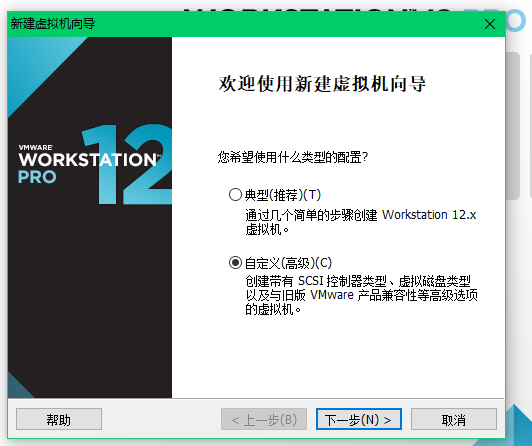 WORKSTATION 12 PRO
新建虚拟机向导
欢迎使用新建虚拟机向导
VMWARE
WORKSTATION
PRO
12
您希望使用什么类型的配置?
典型(推荐)(T)
通过几个简单的步骤创建 Workstation 12.x
虚拟机。
自定义(高级)(C)
创建带有 SCSI 控制器类型、虚拟磁盘类型
以及与旧版 VMware 产品兼容性等高级选项
的虚拟机。
帮助
< 上一步(B)
下一步(N) >
取消